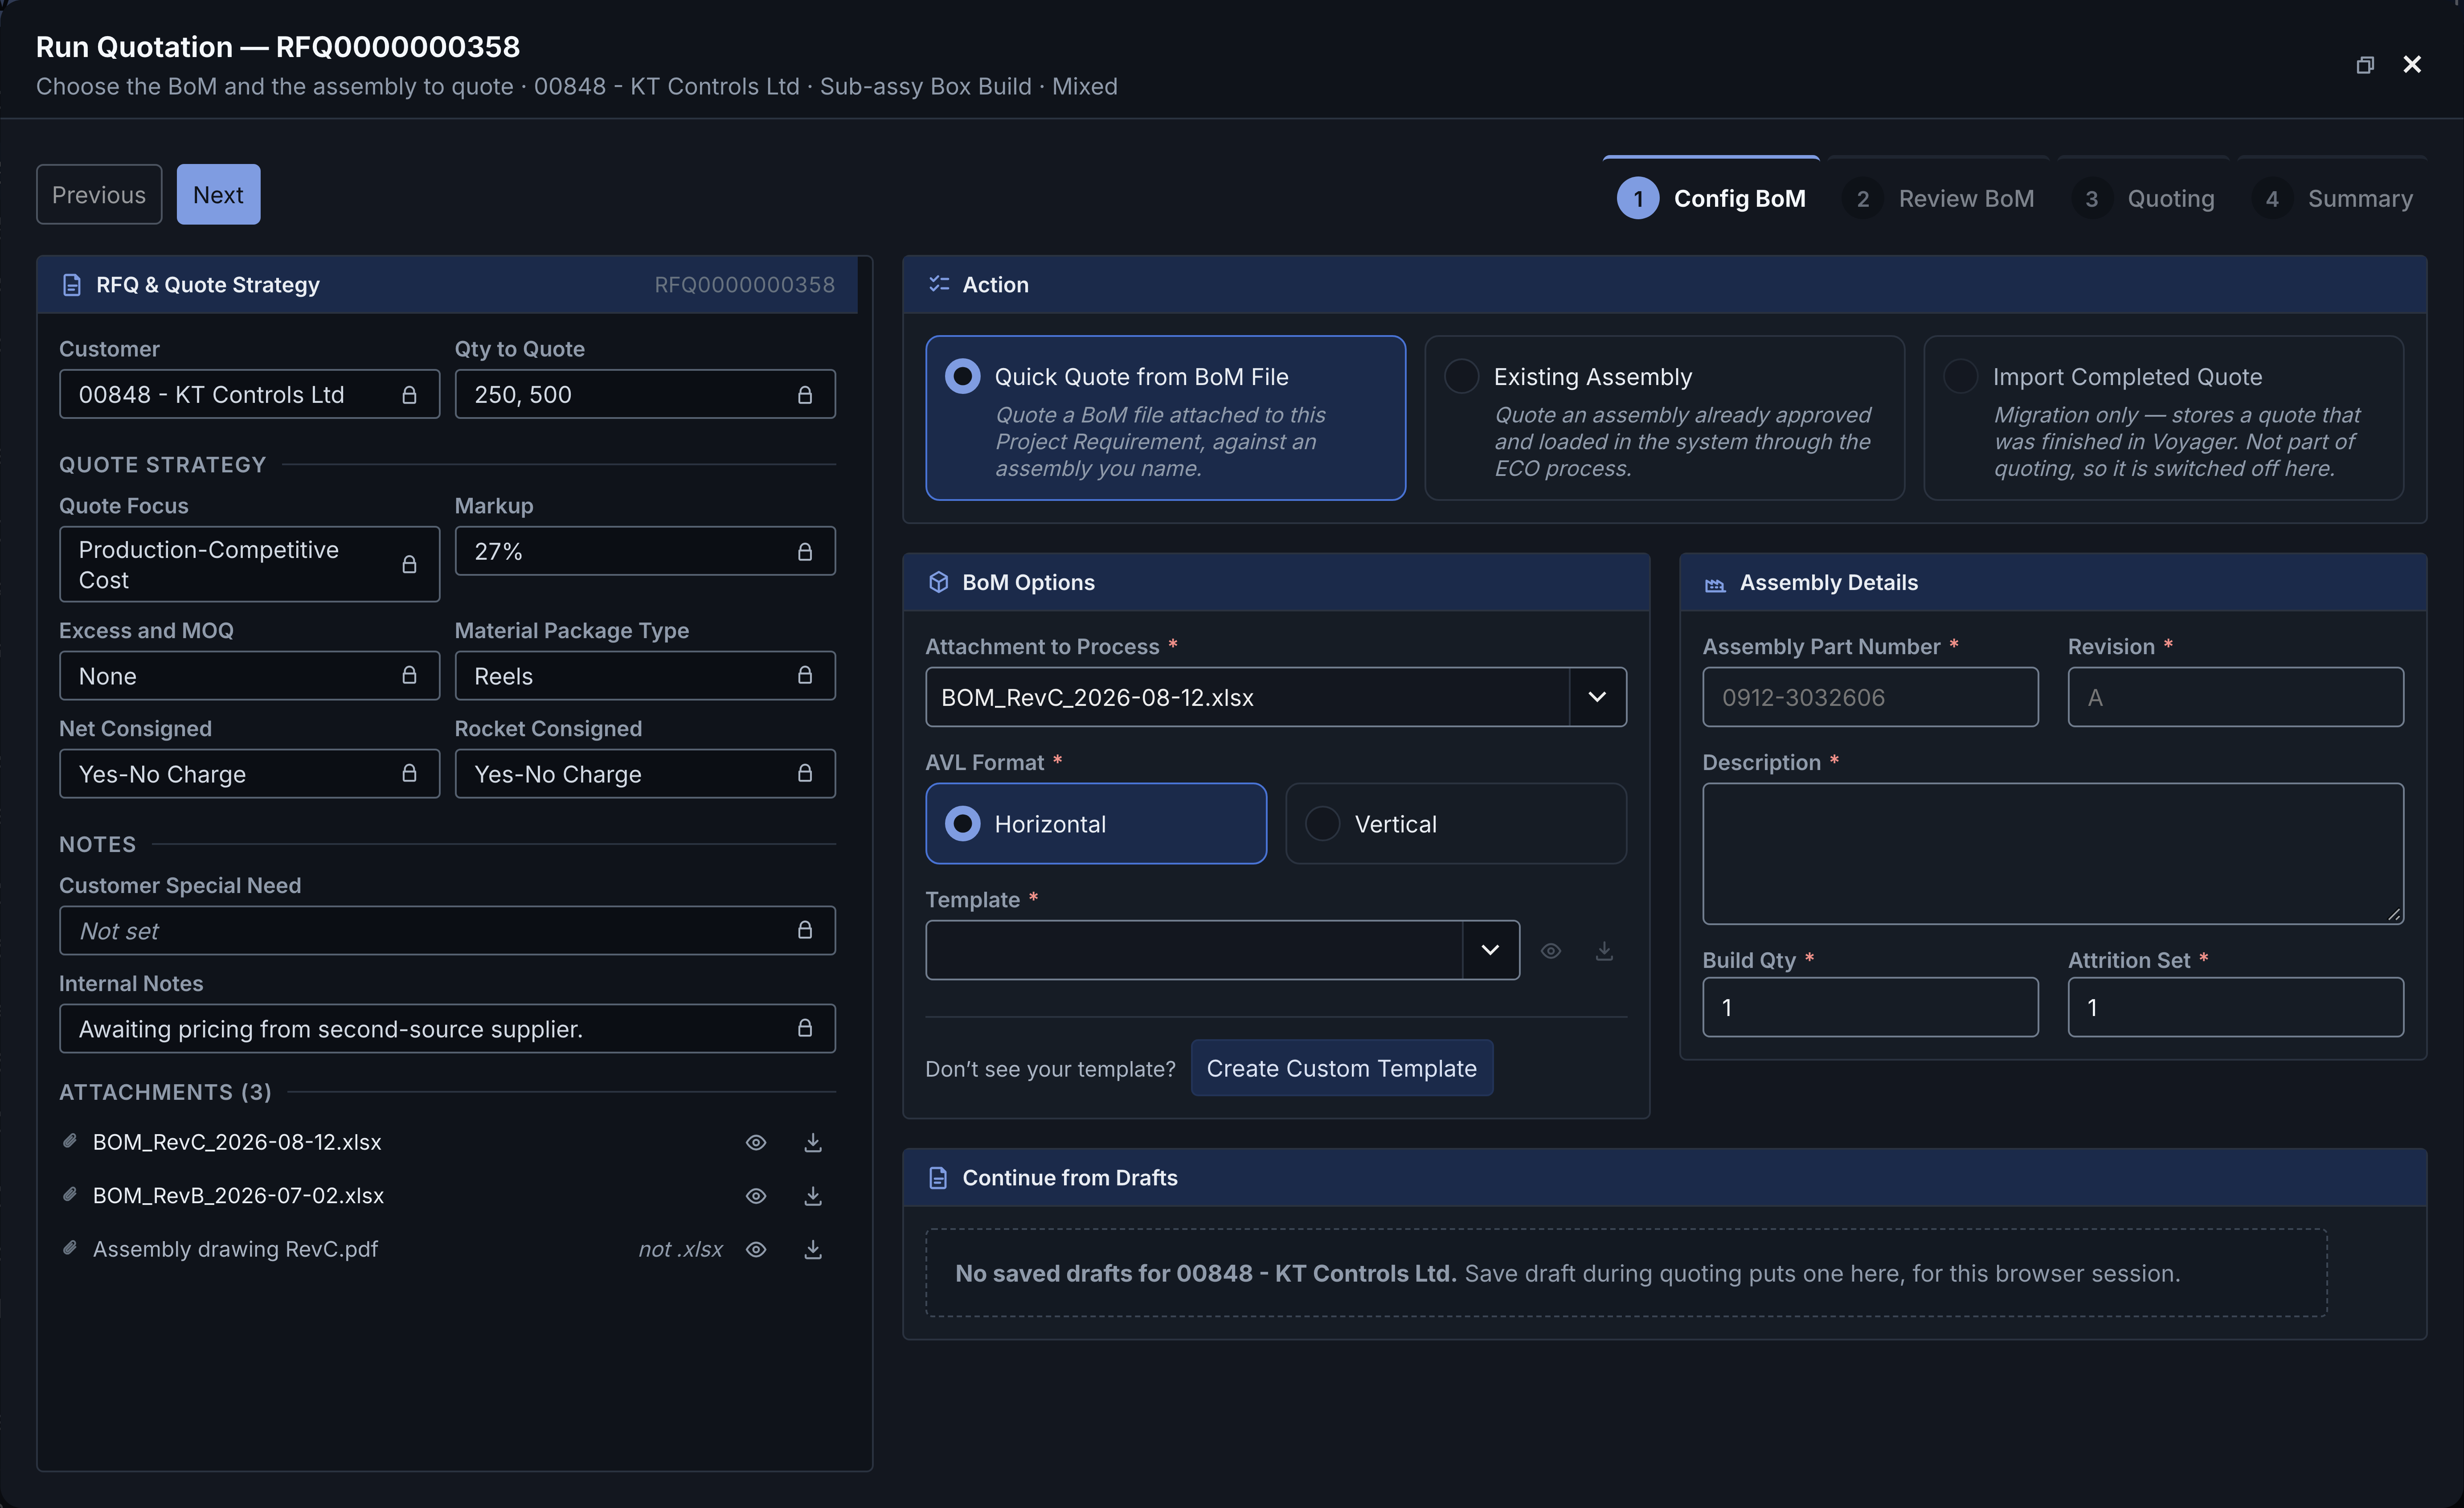 Run Quotation — RFQ0000000358
Choose the BoM and the assembly to quote · 00848 - KT Controls Ltd · Sub-assy Box Build · Mixed
Previous
Next
1 Config BoM
2 Review BoM
3 Quoting
4 Summary
RFQ & Quote Strategy
RFQ0000000358
Customer
00848 - KT Controls Ltd
Qty to Quote
250, 500
QUOTE STRATEGY
Quote Focus
Production-Competitive
Cost
Markup
27%
Excess and MOQ
None
Material Package Type
Reels
Net Consigned
Yes-No Charge
Rocket Consigned
Yes-No Charge
NOTES
Customer Special Need
Not set
Internal Notes
Awaiting pricing from second-source supplier.
ATTACHMENTS (3)
BOM_RevC_2026-08-12.xlsx
BOM_RevB_2026-07-02.xlsx
Assembly drawing RevC.pdf
not .xlsx
Action
Quick Quote from BoM File
Quote a BoM file attached to this
Project Requirement, against an
assembly you name.
Existing Assembly
Quote an assembly already approved
and loaded in the system through the
ECO process.
Import Completed Quote
Migration only — stores a quote that
was finished in Voyager. Not part of
quoting, so it is switched off here.
BoM Options
Attachment to Process *
BOM_RevC_2026-08-12.xlsx
AVL Format *
Horizontal
Vertical
Template *
Don’t see your template?
Create Custom Template
Assembly Details
Assembly Part Number *
0912-3032606
Revision *
A
Description *
Build Qty *
1
Attrition Set *
1
Continue from Drafts
No saved drafts for 00848 - KT Controls Ltd. Save draft during quoting puts one here, for this browser session.